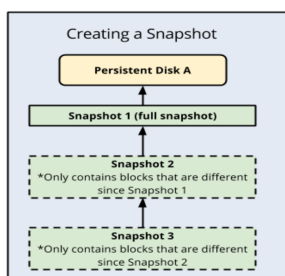 Creating a Snapshot
Persistent Disk A
Snapshot 1 (full snapshot)
Snapshot 2
*Only contains blocks that are different
since Snapshot 1
Snapshot 3
*Only contains blocks that are different
since Snapshot 2